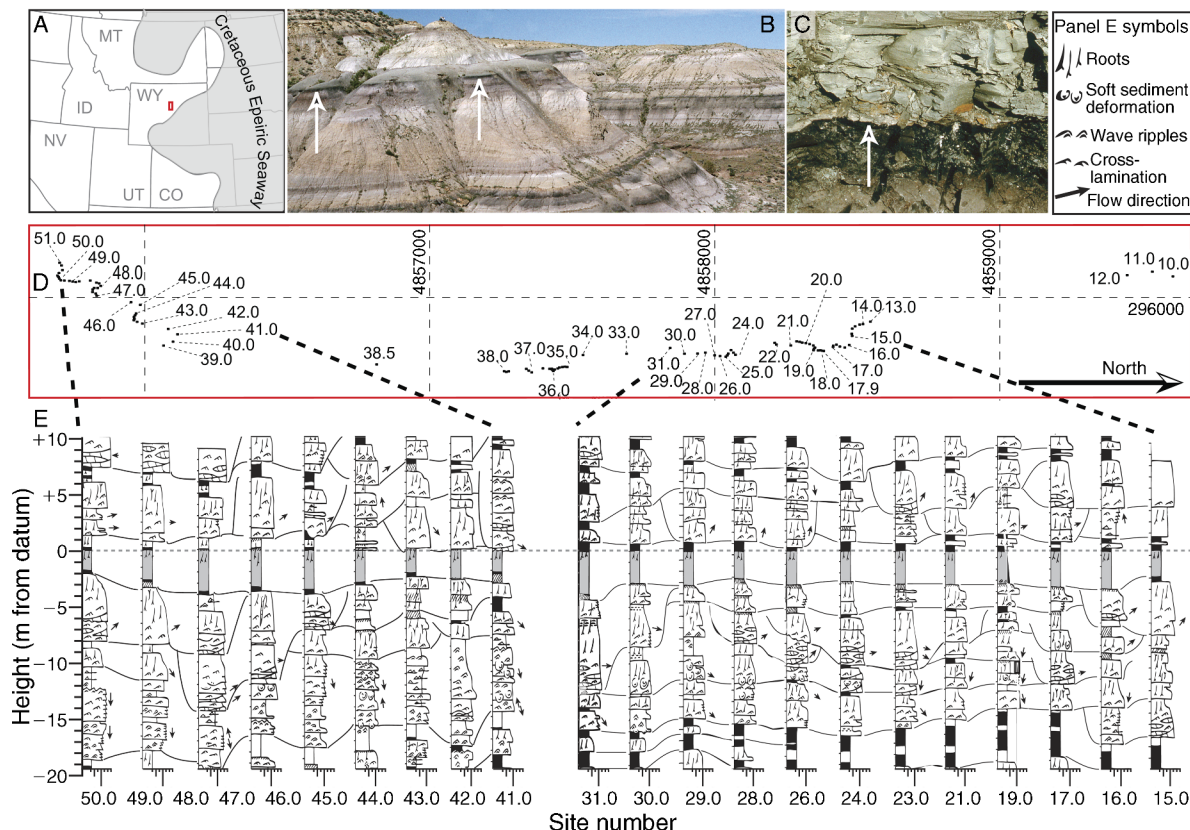 A
MT
ID
WY
NV
UT
CO
Cretaceous Epeiric Seaway
B
C
Panel E symbols
Roots
Soft sediment
deformation
Wave ripples
Cross-
lamination
Flow direction
D
51.0
50.0
49.0
48.0
47.0
46.0
45.0
44.0
43.0
42.0
41.0
40.0
39.0
4857000
38.5
38.0
37.0
36.0
35.0
34.0
33.0
31.0
30.0
29.0
28.0
27.0
26.0
25.0
24.0
4858000
22.0
21.0
20.0
19.0
18.0
17.9
17.0
16.0
15.0
14.0
13.0
4859000
12.0
11.0
10.0
296000
North
E
Height (m from datum)
+10
+5
0
−5
−10
−15
−20
50.0 49.0 48.0 47.0 46.0 45.0 44.0 43.0 42.0 41.0 31.0 30.0 29.0 28.0 26.0 24.0 23.0 21.0 19.0 17.0 16.0 15.0
Site number